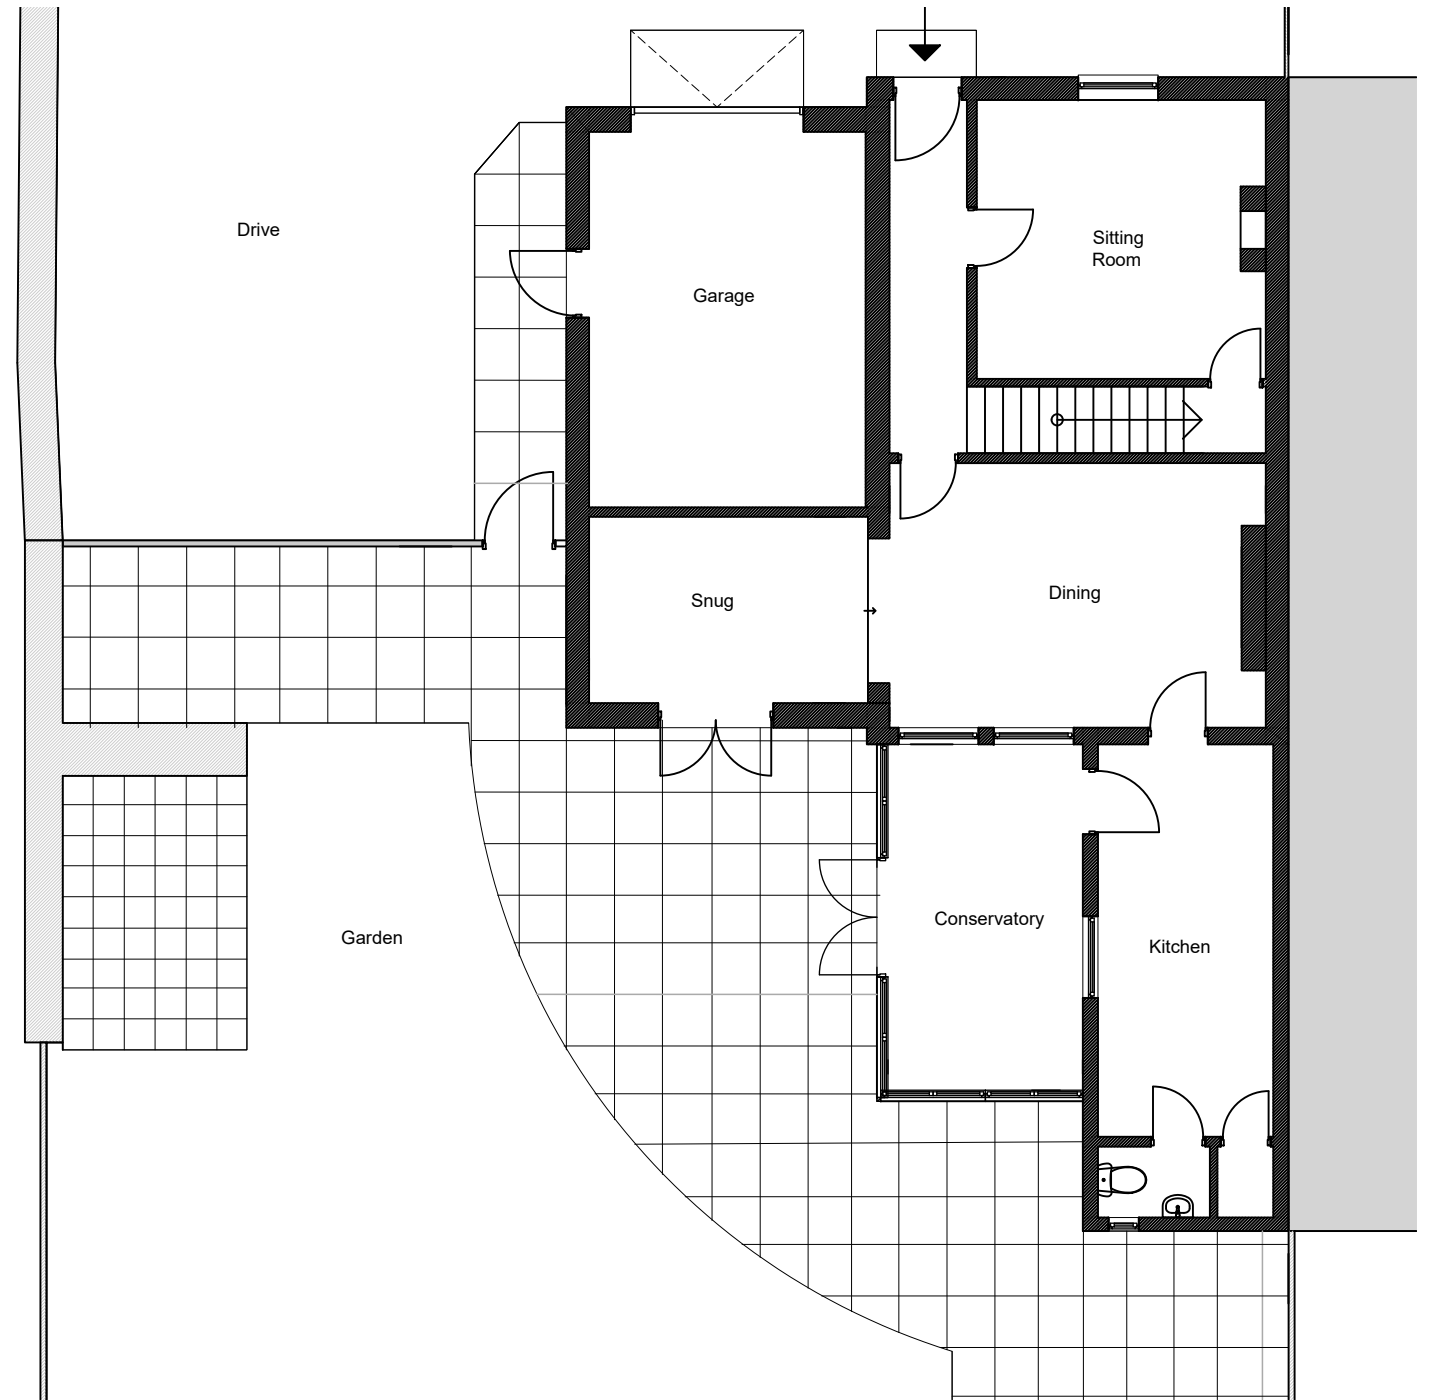 Drive
Sitting
Room
Garage
Snug
Dining
Conservatory
Garden
Kitchen